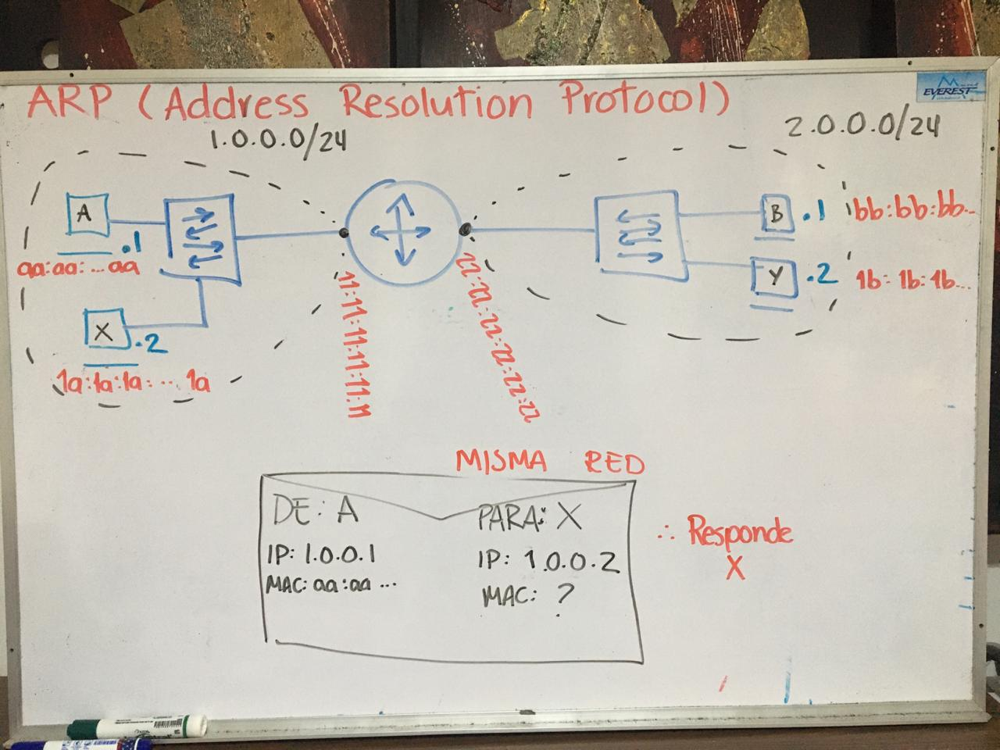 ARP (Address Resolution Protocol)
EVEREST
1.0.0.0/24
2.0.0.0/24
A
.1
aa:aa:...aa
X
.2
1a:1a:1a:...1a
11:11:11:11:11:11
22:22:22:22:22:22
B
.1
bb:bb:bb...
Y
.2
1b:1b:1b...
MISMA RED
DE: A
IP: 1.0.0.1
MAC: aa:aa ...
PARA: X
IP: 1.0.0.2
MAC: ?
∴ Responde
X